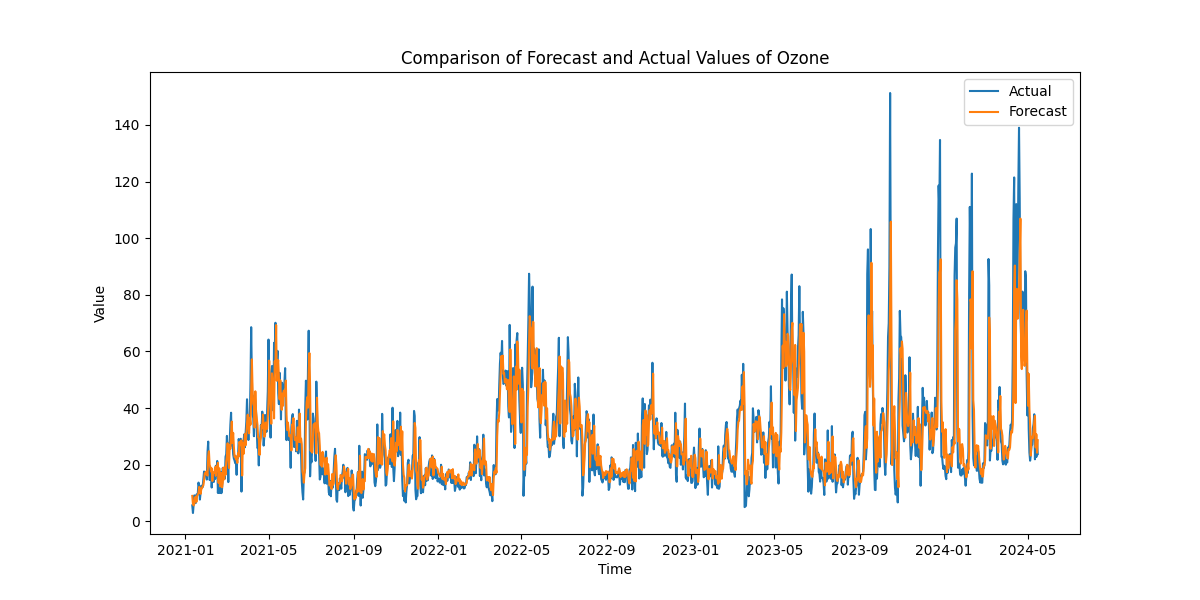 Comparison of Forecast and Actual Values of Ozone
Actual
Forecast
140
120
100
80
60
40
20
0
Value
2021-01 2021-05 2021-09 2022-01 2022-05 2022-09 2023-01 2023-05 2023-09 2024-01 2024-05
Time